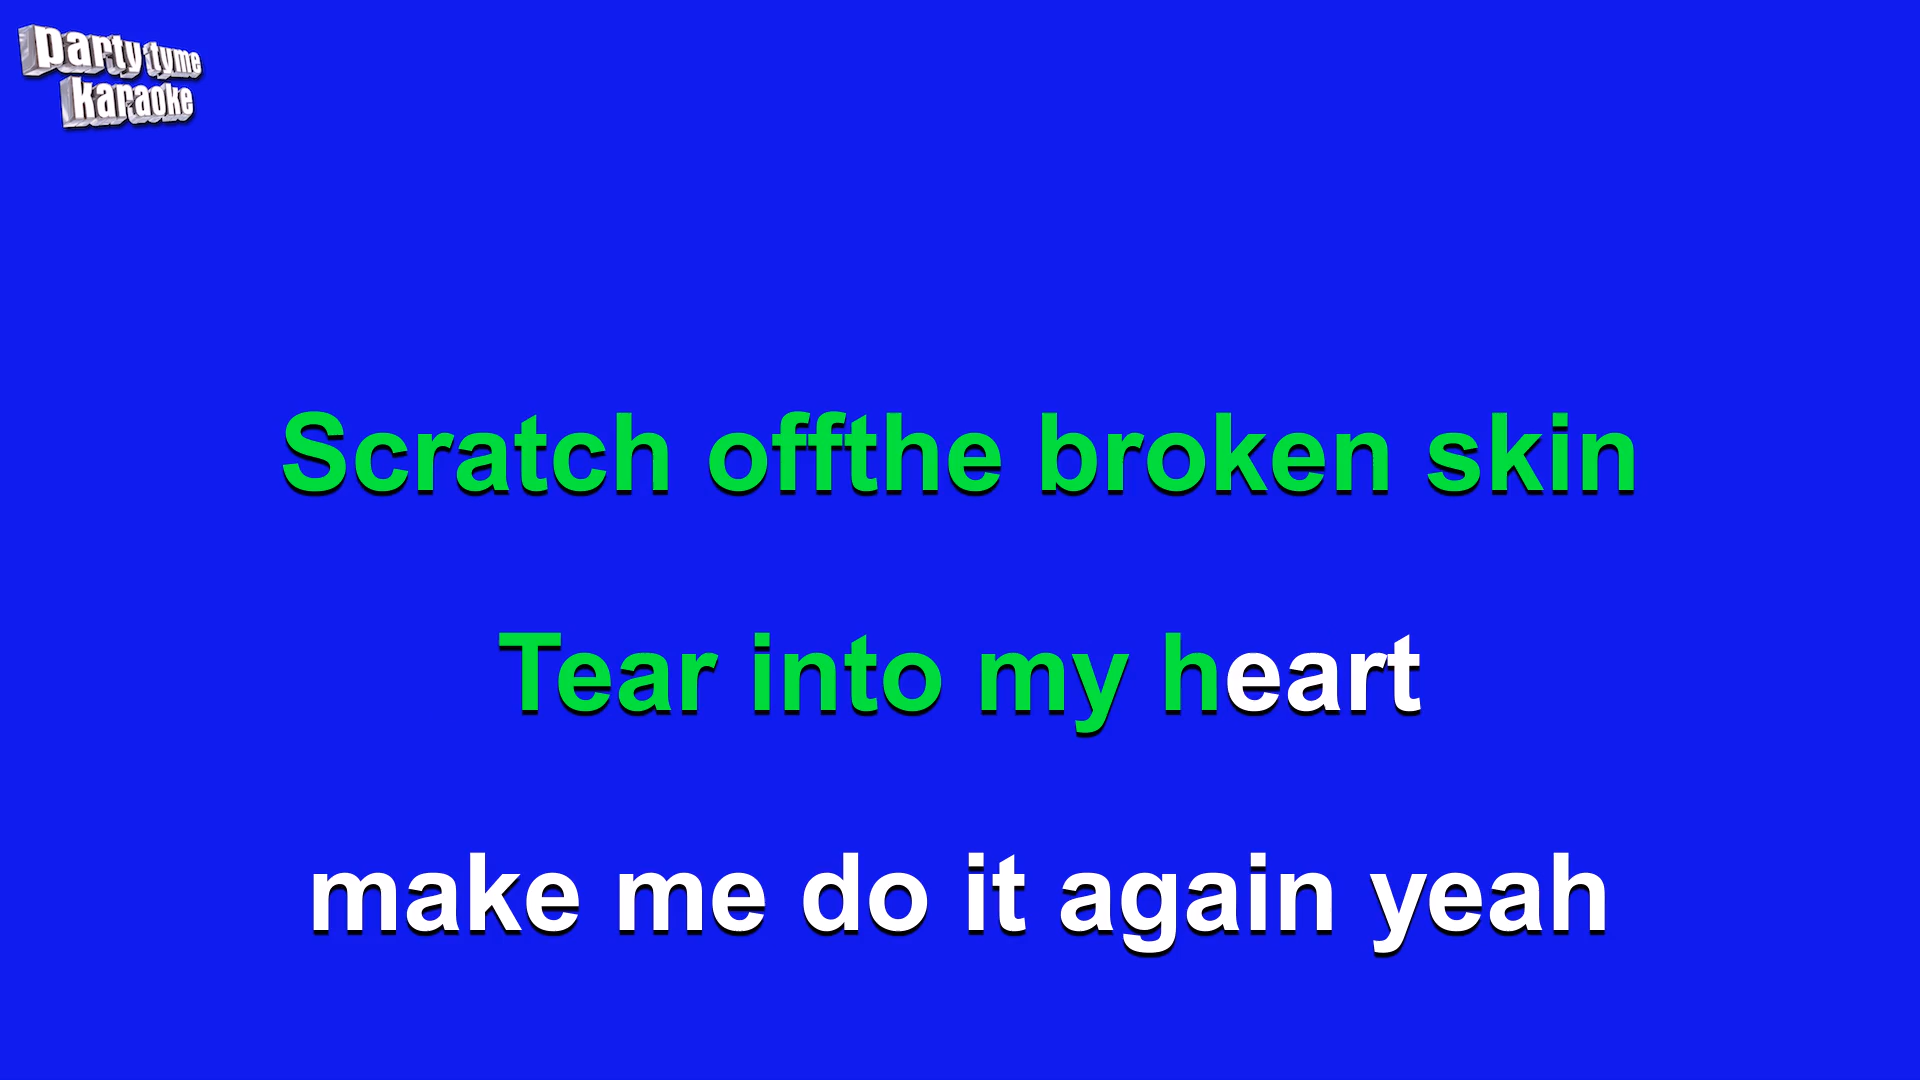 party tyme
karaoke
Scratch offthe broken skin
Tear into my heart
make me do it again yeah